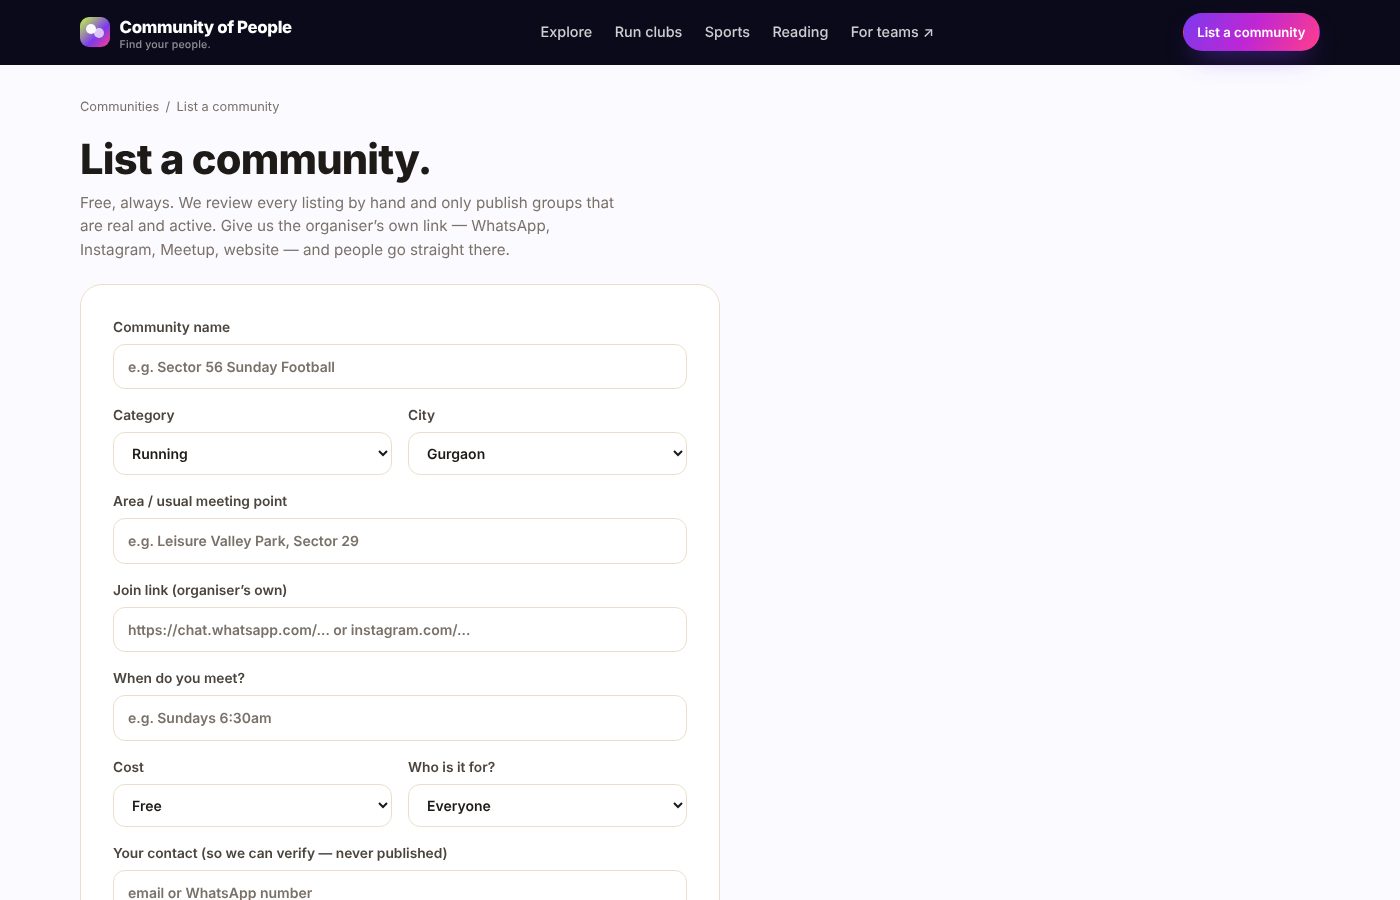 Community of People
Find your people.
Explore
Run clubs
Sports
Reading
For teams ↗
List a community
Communities / List a community
List a community.
Free, always. We review every listing by hand and only publish groups that
are real and active. Give us the organiser’s own link — WhatsApp,
Instagram, Meetup, website — and people go straight there.
Community name
e.g. Sector 56 Sunday Football
Category
City
Running
Gurgaon
Area / usual meeting point
e.g. Leisure Valley Park, Sector 29
Join link (organiser’s own)
https://chat.whatsapp.com/… or instagram.com/…
When do you meet?
e.g. Sundays 6:30am
Cost
Who is it for?
Free
Everyone
Your contact (so we can verify — never published)
email or WhatsApp number